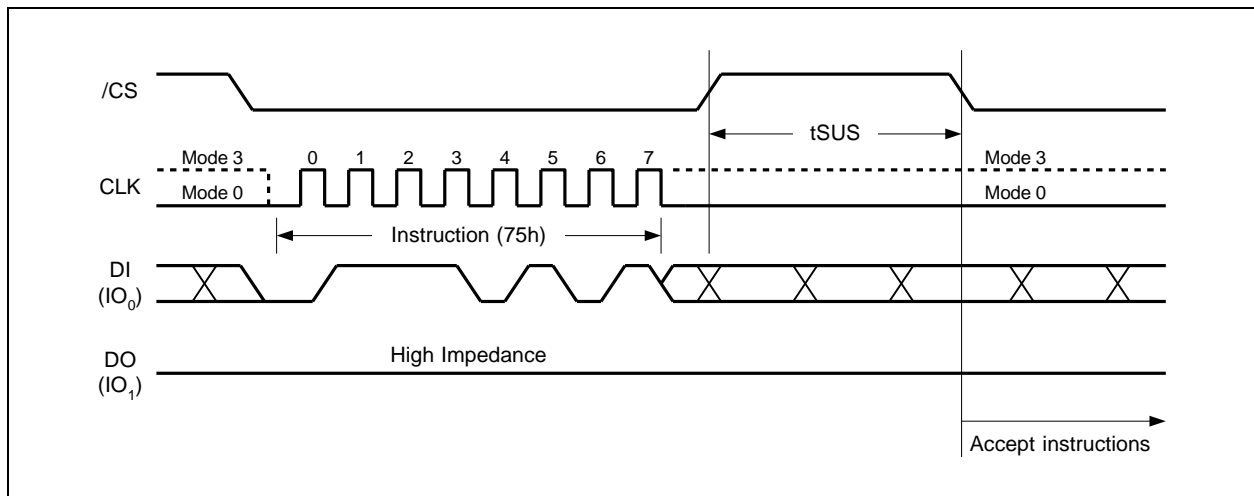 /CS
tSUS
Mode 3 0 1 2 3 4 5 6 7 Mode 3
CLK
Mode 0 Mode 0
Instruction (75h)
DI
(IO0)
High Impedance
DO
(IO1)
Accept instructions